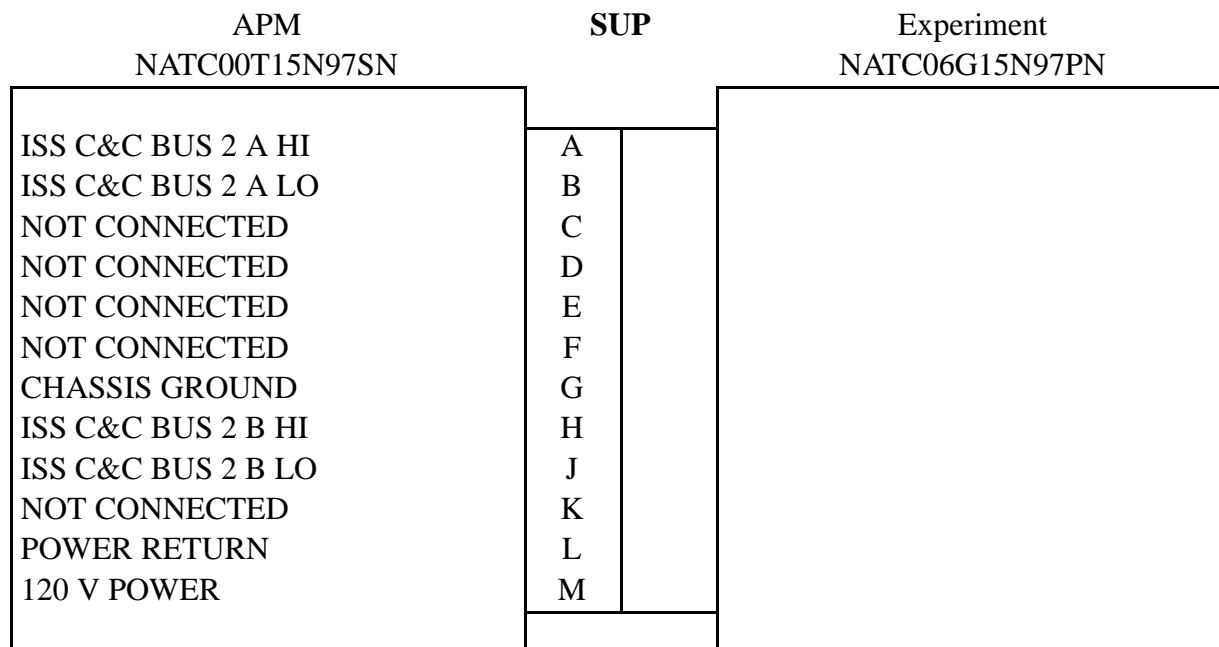 APM SUP Experiment
NATC00T15N97SN NATC06G15N97PN
ISS C&C BUS 2 A HI A
ISS C&C BUS 2 A LO B
NOT CONNECTED C
NOT CONNECTED D
NOT CONNECTED E
NOT CONNECTED F
CHASSIS GROUND G
ISS C&C BUS 2 B HI H
ISS C&C BUS 2 B LO J
NOT CONNECTED K
POWER RETURN L
120 V POWER M